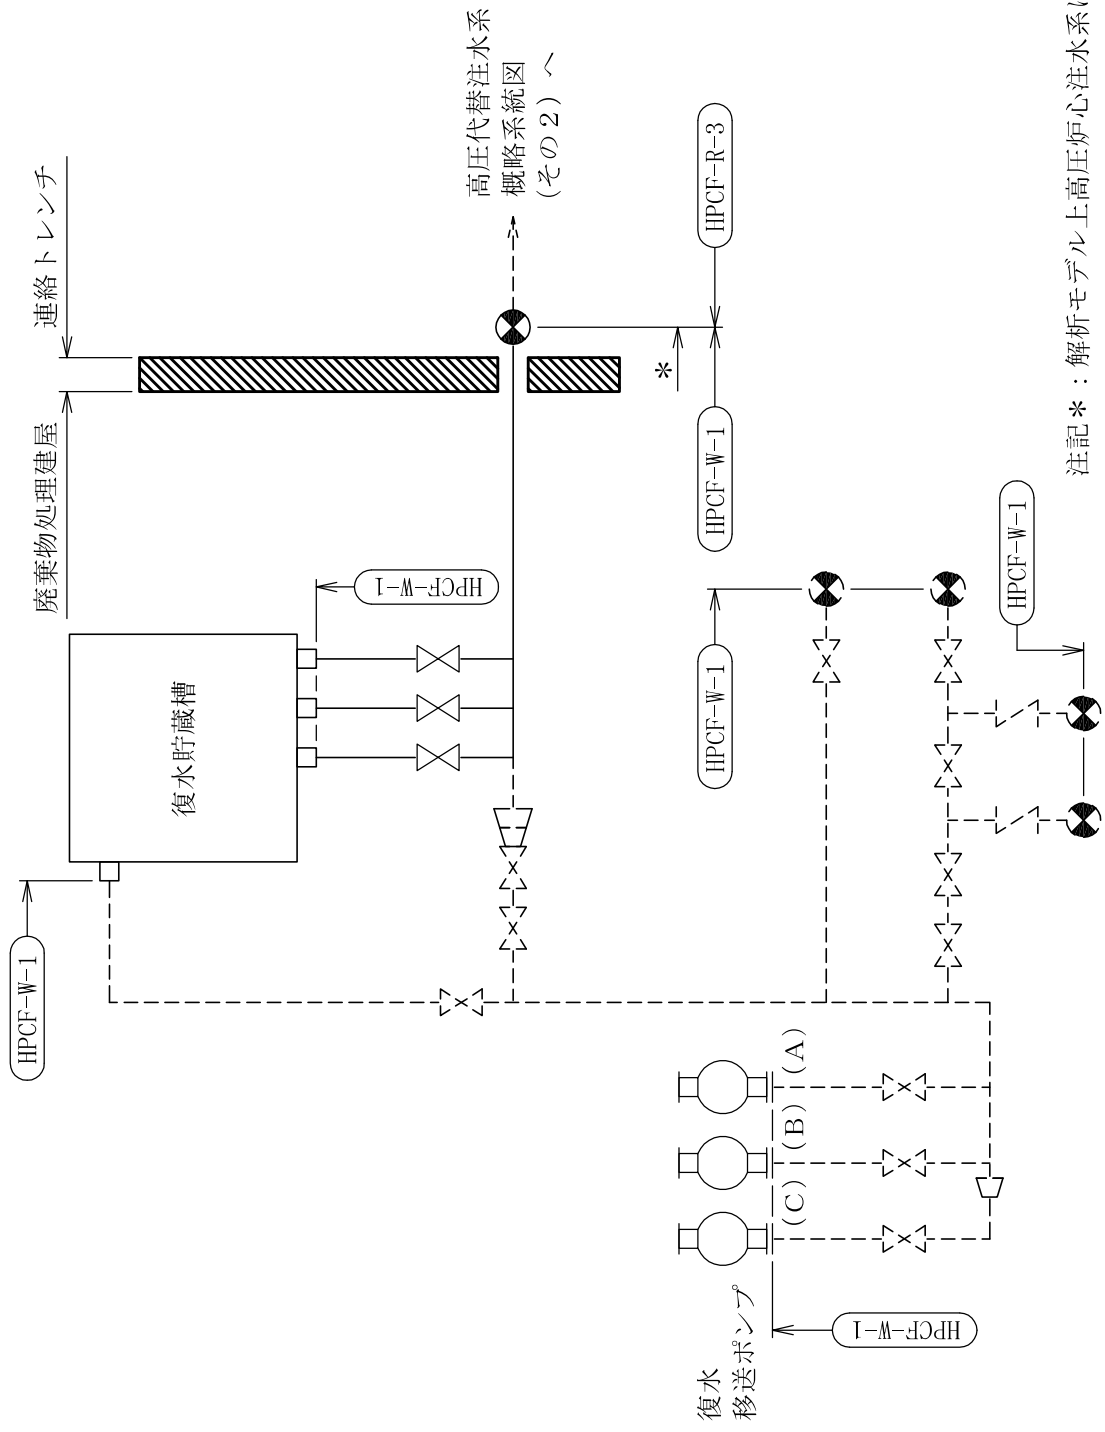 高圧代替注水系
概略系統図
(その2) へ
連絡トレンチ
廃棄物処理建屋
HPCF-R-3
*
HPCF-W-1
HPCF-W-1
復水貯蔵槽
HPCF-W-1
HPCF-W-1
HPCF-W-1
(A)
(B)
(C)
復水
移送ポンプ
HPCF-W-1
注記*:解析モデル上高圧炉心注水系に